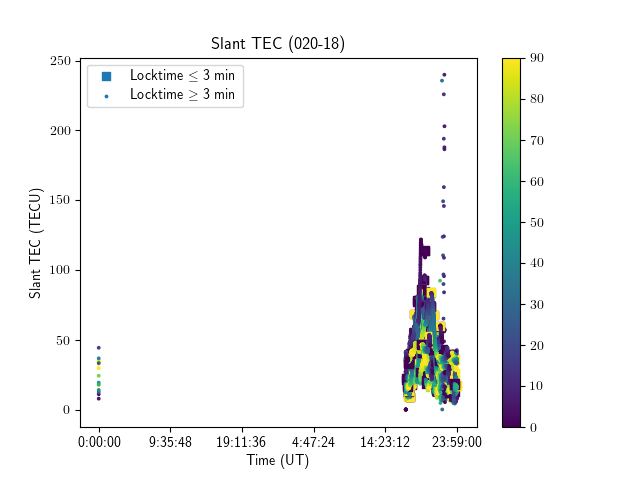 Slant TEC (020-18)
Locktime ≤ 3 min
Locktime ≥ 3 min
Slant TEC (TECU)
250
200
150
100
50
0
0:00:00 9:35:48 19:11:36 4:47:24 14:23:12 23:59:00
Time (UT)
90
80
70
60
50
40
30
20
10
0